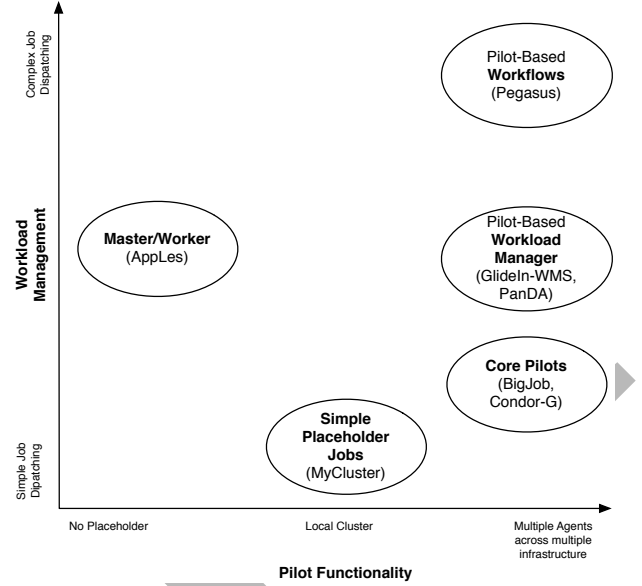 Complex Job
Dispatching
Pilot-Based
Workflows
(Pegasus)
Workload
Management
Master/Worker
(AppLes)
Pilot-Based
Workload
Manager
(GlideIn-WMS,
PanDA)
Core Pilots
(BigJob,
Condor-G)
Simple
Placeholder
Jobs
(MyCluster)
Simple Job
Dipatching
No Placeholder
Local Cluster
Multiple Agents
across multiple
infrastructure
Pilot Functionality